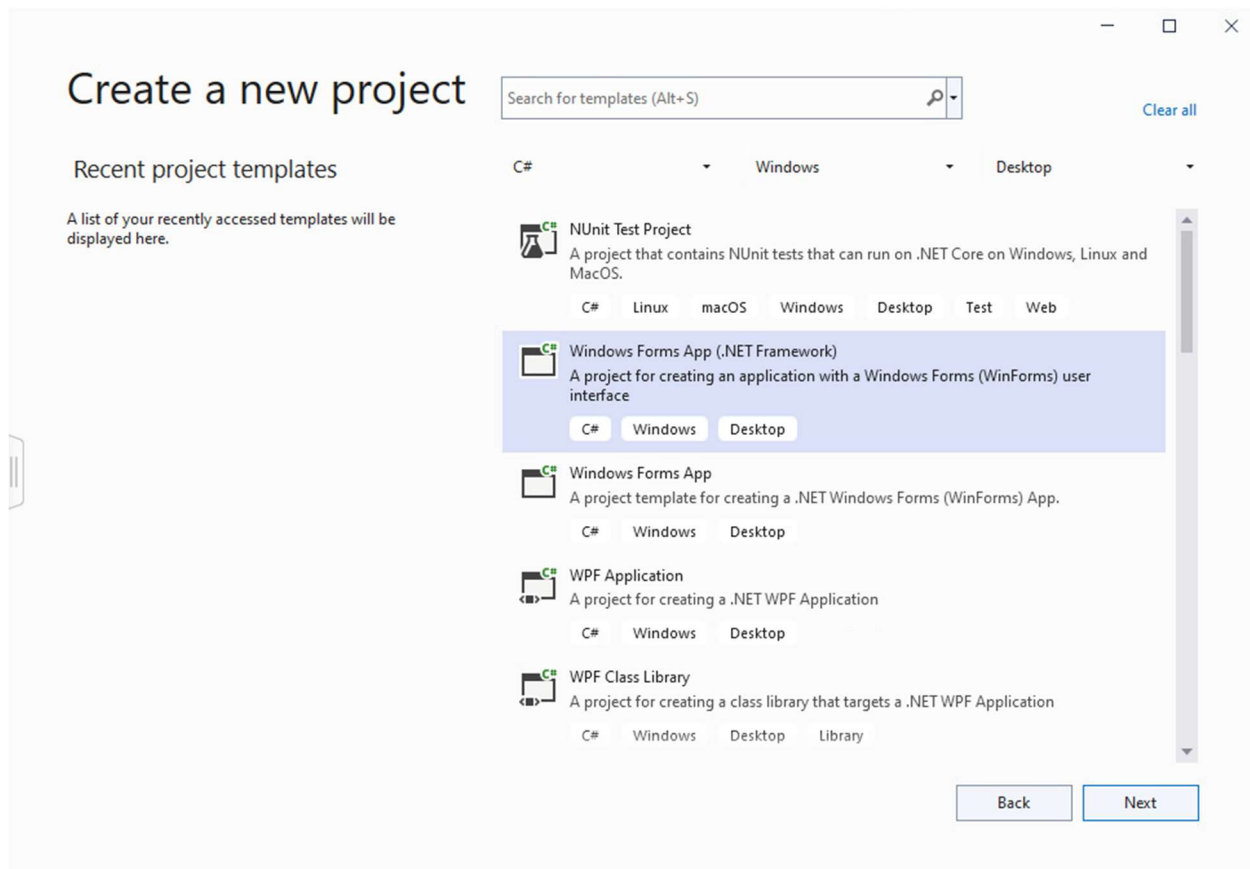 Create a new project
Search for templates (Alt+S)
Clear all
Recent project templates
A list of your recently accessed templates will be
displayed here.
C# Windows Desktop
C#
NUnit Test Project
A project that contains NUnit tests that can run on .NET Core on Windows, Linux and
MacOS.
C# Linux macOS Windows Desktop Test Web
C#
Windows Forms App (.NET Framework)
A project for creating an application with a Windows Forms (WinForms) user
interface
C# Windows Desktop
C#
Windows Forms App
A project template for creating a .NET Windows Forms (WinForms) App.
C# Windows Desktop
C#
WPF Application
A project for creating a .NET WPF Application
C# Windows Desktop
C#
WPF Class Library
A project for creating a class library that targets a .NET WPF Application
C# Windows Desktop Library
Back Next